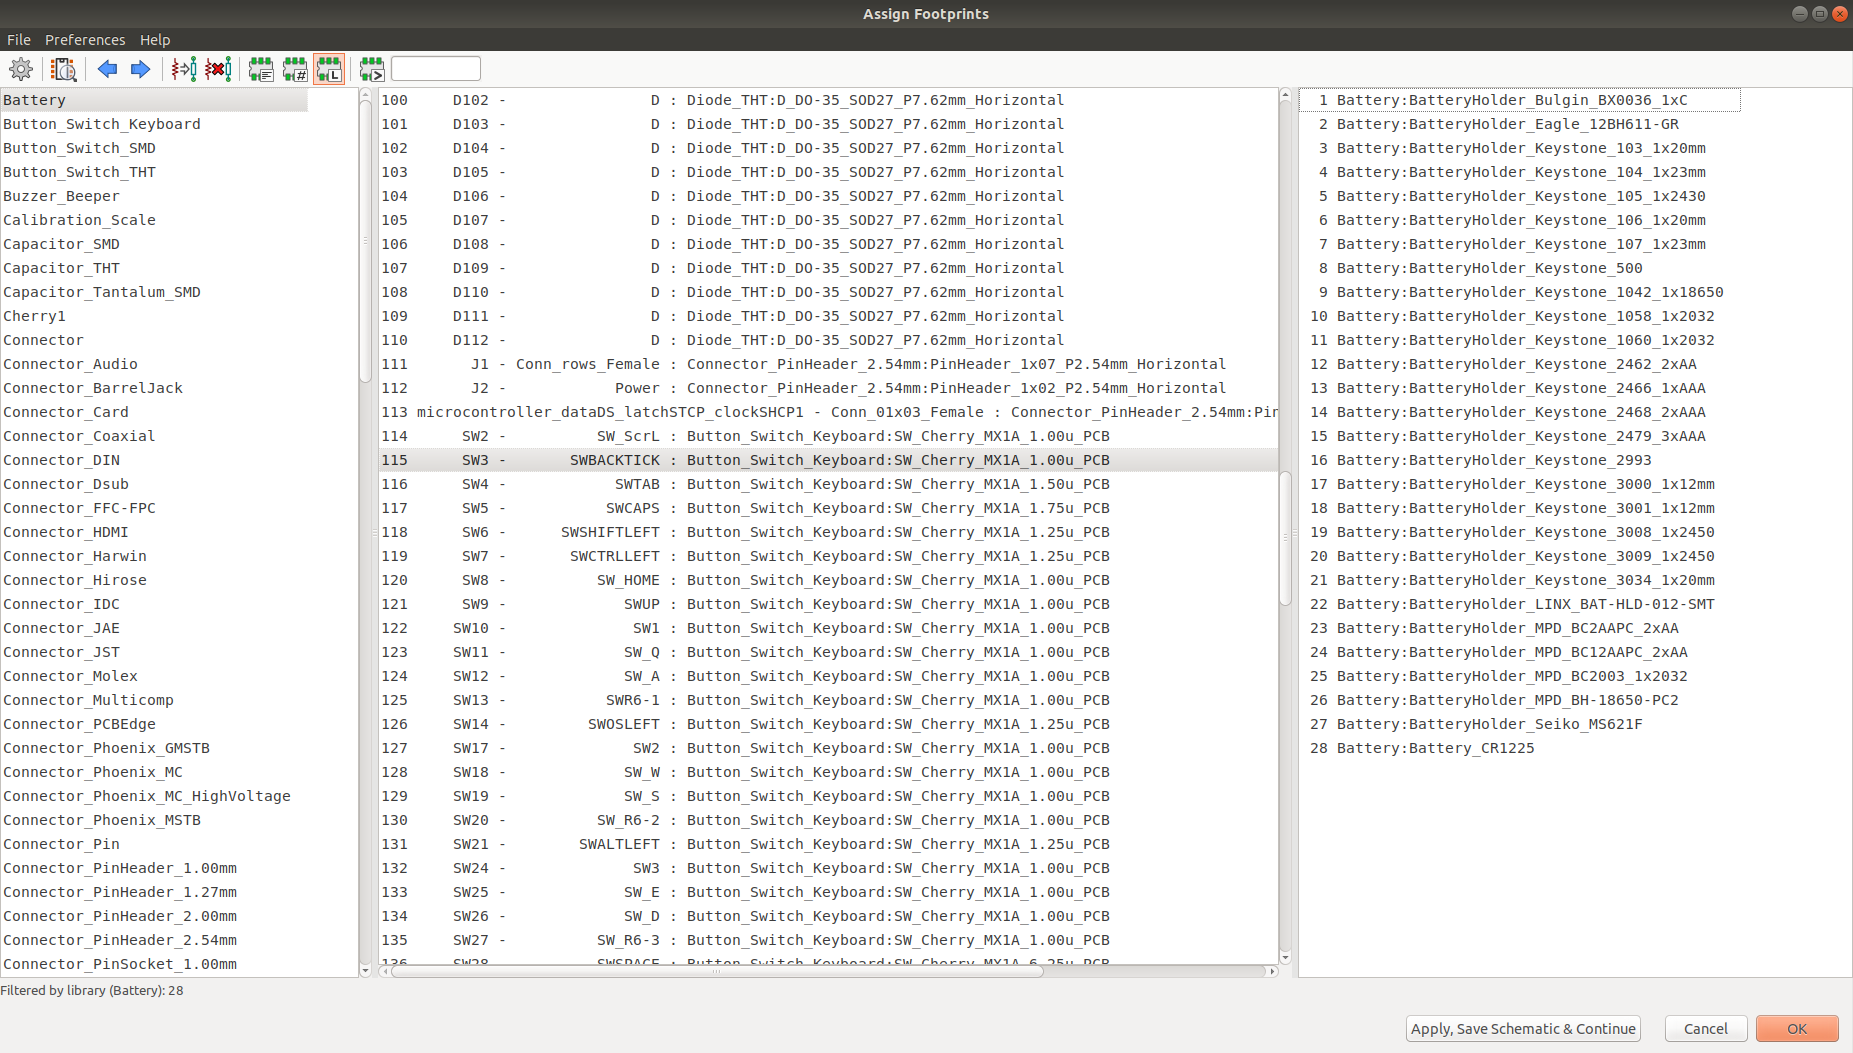 Assign Footprints
File Preferences Help
Battery
Button_Switch_Keyboard
Button_Switch_SMD
Button_Switch_THT
Buzzer_Beeper
Calibration_Scale
Capacitor_SMD
Capacitor_THT
Capacitor_Tantalum_SMD
Cherry1
Connector
Connector_Audio
Connector_BarrelJack
Connector_Card
Connector_Coaxial
Connector_DIN
Connector_Dsub
Connector_FFC-FPC
Connector_HDMI
Connector_Harwin
Connector_Hirose
Connector_IDC
Connector_JAE
Connector_JST
Connector_Molex
Connector_Multicomp
Connector_PCBEdge
Connector_Phoenix_GMSTB
Connector_Phoenix_MC
Connector_Phoenix_MC_HighVoltage
Connector_Phoenix_MSTB
Connector_Pin
Connector_PinHeader_1.00mm
Connector_PinHeader_1.27mm
Connector_PinHeader_2.00mm
Connector_PinHeader_2.54mm
Connector_PinSocket_1.00mm
100 D102 - D : Diode_THT:D_DO-35_SOD27_P7.62mm_Horizontal
101 D103 - D : Diode_THT:D_DO-35_SOD27_P7.62mm_Horizontal
102 D104 - D : Diode_THT:D_DO-35_SOD27_P7.62mm_Horizontal
103 D105 - D : Diode_THT:D_DO-35_SOD27_P7.62mm_Horizontal
104 D106 - D : Diode_THT:D_DO-35_SOD27_P7.62mm_Horizontal
105 D107 - D : Diode_THT:D_DO-35_SOD27_P7.62mm_Horizontal
106 D108 - D : Diode_THT:D_DO-35_SOD27_P7.62mm_Horizontal
107 D109 - D : Diode_THT:D_DO-35_SOD27_P7.62mm_Horizontal
108 D110 - D : Diode_THT:D_DO-35_SOD27_P7.62mm_Horizontal
109 D111 - D : Diode_THT:D_DO-35_SOD27_P7.62mm_Horizontal
110 D112 - D : Diode_THT:D_DO-35_SOD27_P7.62mm_Horizontal
111 J1 - Conn_rows_Female : Connector_PinHeader_2.54mm:PinHeader_1x07_P2.54mm_Horizontal
112 J2 - Power : Connector_PinHeader_2.54mm:PinHeader_1x02_P2.54mm_Horizontal
113 microcontroller_dataDS_latchSTCP_clockSHCP1 - Conn_01x03_Female : Connector_PinHeader_2.54mm:Pin
114 SW2 - SW_ScrL : Button_Switch_Keyboard:SW_Cherry_MX1A_1.00u_PCB
115 SW3 - SWBACKTICK : Button_Switch_Keyboard:SW_Cherry_MX1A_1.00u_PCB
116 SW4 - SWTAB : Button_Switch_Keyboard:SW_Cherry_MX1A_1.50u_PCB
117 SW5 - SWCAPS : Button_Switch_Keyboard:SW_Cherry_MX1A_1.75u_PCB
118 SW6 - SWSHIFTLEFT : Button_Switch_Keyboard:SW_Cherry_MX1A_1.25u_PCB
119 SW7 - SWCTRLLEFT : Button_Switch_Keyboard:SW_Cherry_MX1A_1.25u_PCB
120 SW8 - SW_HOME : Button_Switch_Keyboard:SW_Cherry_MX1A_1.00u_PCB
121 SW9 - SWUP : Button_Switch_Keyboard:SW_Cherry_MX1A_1.00u_PCB
122 SW10 - SW1 : Button_Switch_Keyboard:SW_Cherry_MX1A_1.00u_PCB
123 SW11 - SW_Q : Button_Switch_Keyboard:SW_Cherry_MX1A_1.00u_PCB
124 SW12 - SW_A : Button_Switch_Keyboard:SW_Cherry_MX1A_1.00u_PCB
125 SW13 - SWR6-1 : Button_Switch_Keyboard:SW_Cherry_MX1A_1.00u_PCB
126 SW14 - SWOSLEFT : Button_Switch_Keyboard:SW_Cherry_MX1A_1.25u_PCB
127 SW17 - SW2 : Button_Switch_Keyboard:SW_Cherry_MX1A_1.00u_PCB
128 SW18 - SW_W : Button_Switch_Keyboard:SW_Cherry_MX1A_1.00u_PCB
129 SW19 - SW_S : Button_Switch_Keyboard:SW_Cherry_MX1A_1.00u_PCB
130 SW20 - SW_R6-2 : Button_Switch_Keyboard:SW_Cherry_MX1A_1.00u_PCB
131 SW21 - SWALTLEFT : Button_Switch_Keyboard:SW_Cherry_MX1A_1.25u_PCB
132 SW24 - SW3 : Button_Switch_Keyboard:SW_Cherry_MX1A_1.00u_PCB
133 SW25 - SW_E : Button_Switch_Keyboard:SW_Cherry_MX1A_1.00u_PCB
134 SW26 - SW_D : Button_Switch_Keyboard:SW_Cherry_MX1A_1.00u_PCB
135 SW27 - SW_R6-3 : Button_Switch_Keyboard:SW_Cherry_MX1A_1.00u_PCB
136 SW28 - SWSPACE : Button_Switch_Keyboard:SW_Cherry_MX1A_6.25u_PCB
1 Battery:BatteryHolder_Bulgin_BX0036_1xC
2 Battery:BatteryHolder_Eagle_12BH611-GR
3 Battery:BatteryHolder_Keystone_103_1x20mm
4 Battery:BatteryHolder_Keystone_104_1x23mm
5 Battery:BatteryHolder_Keystone_105_1x2430
6 Battery:BatteryHolder_Keystone_106_1x20mm
7 Battery:BatteryHolder_Keystone_107_1x23mm
8 Battery:BatteryHolder_Keystone_500
9 Battery:BatteryHolder_Keystone_1042_1x18650
10 Battery:BatteryHolder_Keystone_1058_1x2032
11 Battery:BatteryHolder_Keystone_1060_1x2032
12 Battery:BatteryHolder_Keystone_2462_2xAA
13 Battery:BatteryHolder_Keystone_2466_1xAAA
14 Battery:BatteryHolder_Keystone_2468_2xAAA
15 Battery:BatteryHolder_Keystone_2479_3xAAA
16 Battery:BatteryHolder_Keystone_2993
17 Battery:BatteryHolder_Keystone_3000_1x12mm
18 Battery:BatteryHolder_Keystone_3001_1x12mm
19 Battery:BatteryHolder_Keystone_3008_1x2450
20 Battery:BatteryHolder_Keystone_3009_1x2450
21 Battery:BatteryHolder_Keystone_3034_1x20mm
22 Battery:BatteryHolder_LINX_BAT-HLD-012-SMT
23 Battery:BatteryHolder_MPD_BC2AAPC_2xAA
24 Battery:BatteryHolder_MPD_BC12AAPC_2xAA
25 Battery:BatteryHolder_MPD_BC2003_1x2032
26 Battery:BatteryHolder_MPD_BH-18650-PC2
27 Battery:BatteryHolder_Seiko_MS621F
28 Battery:Battery_CR1225
Filtered by library (Battery): 28
Apply, Save Schematic & Continue Cancel OK